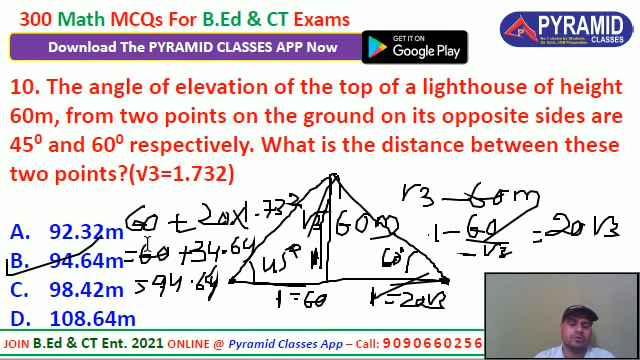 300 Math MCQs For B.Ed & CT Exams
Download The PYRAMID CLASSES APP Now
GET IT ON
Google Play
PYRAMID
CLASSES
10. The angle of elevation of the top of a lighthouse of height
60m, from two points on the ground on its opposite sides are
45⁰ and 60⁰ respectively. What is the distance between these
two points?(√3=1.732)
A. 92.32m
B. 94.64m
C. 98.42m
D. 108.64m
60 + 20×1.732
= 60 + 34.64
= 94.64
√3
60m
1
45°
60°
1 = 60
1 = 20√3
√3 — 60m
1 - 60
= √3
= 20√3
JOIN B.Ed & CT Ent. 2021 ONLINE @ Pyramid Classes App – Call: 9090660256